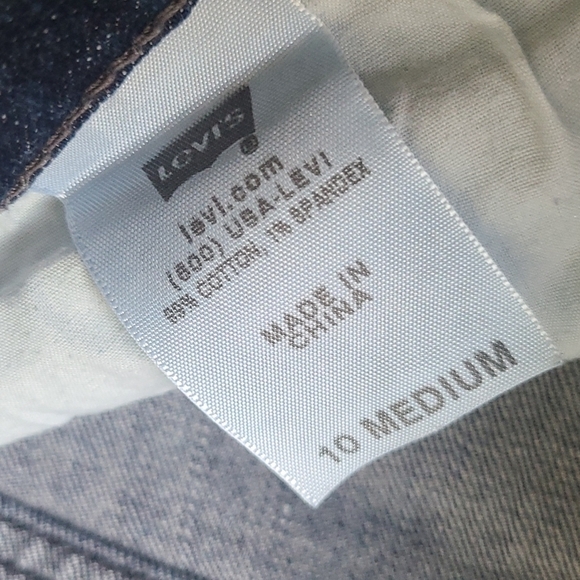 LEVI'S ®
levi.com
(800) USA-LEVI
99% COTTON, 1% SPANDEX
MADE IN
CHINA
10 MEDIUM